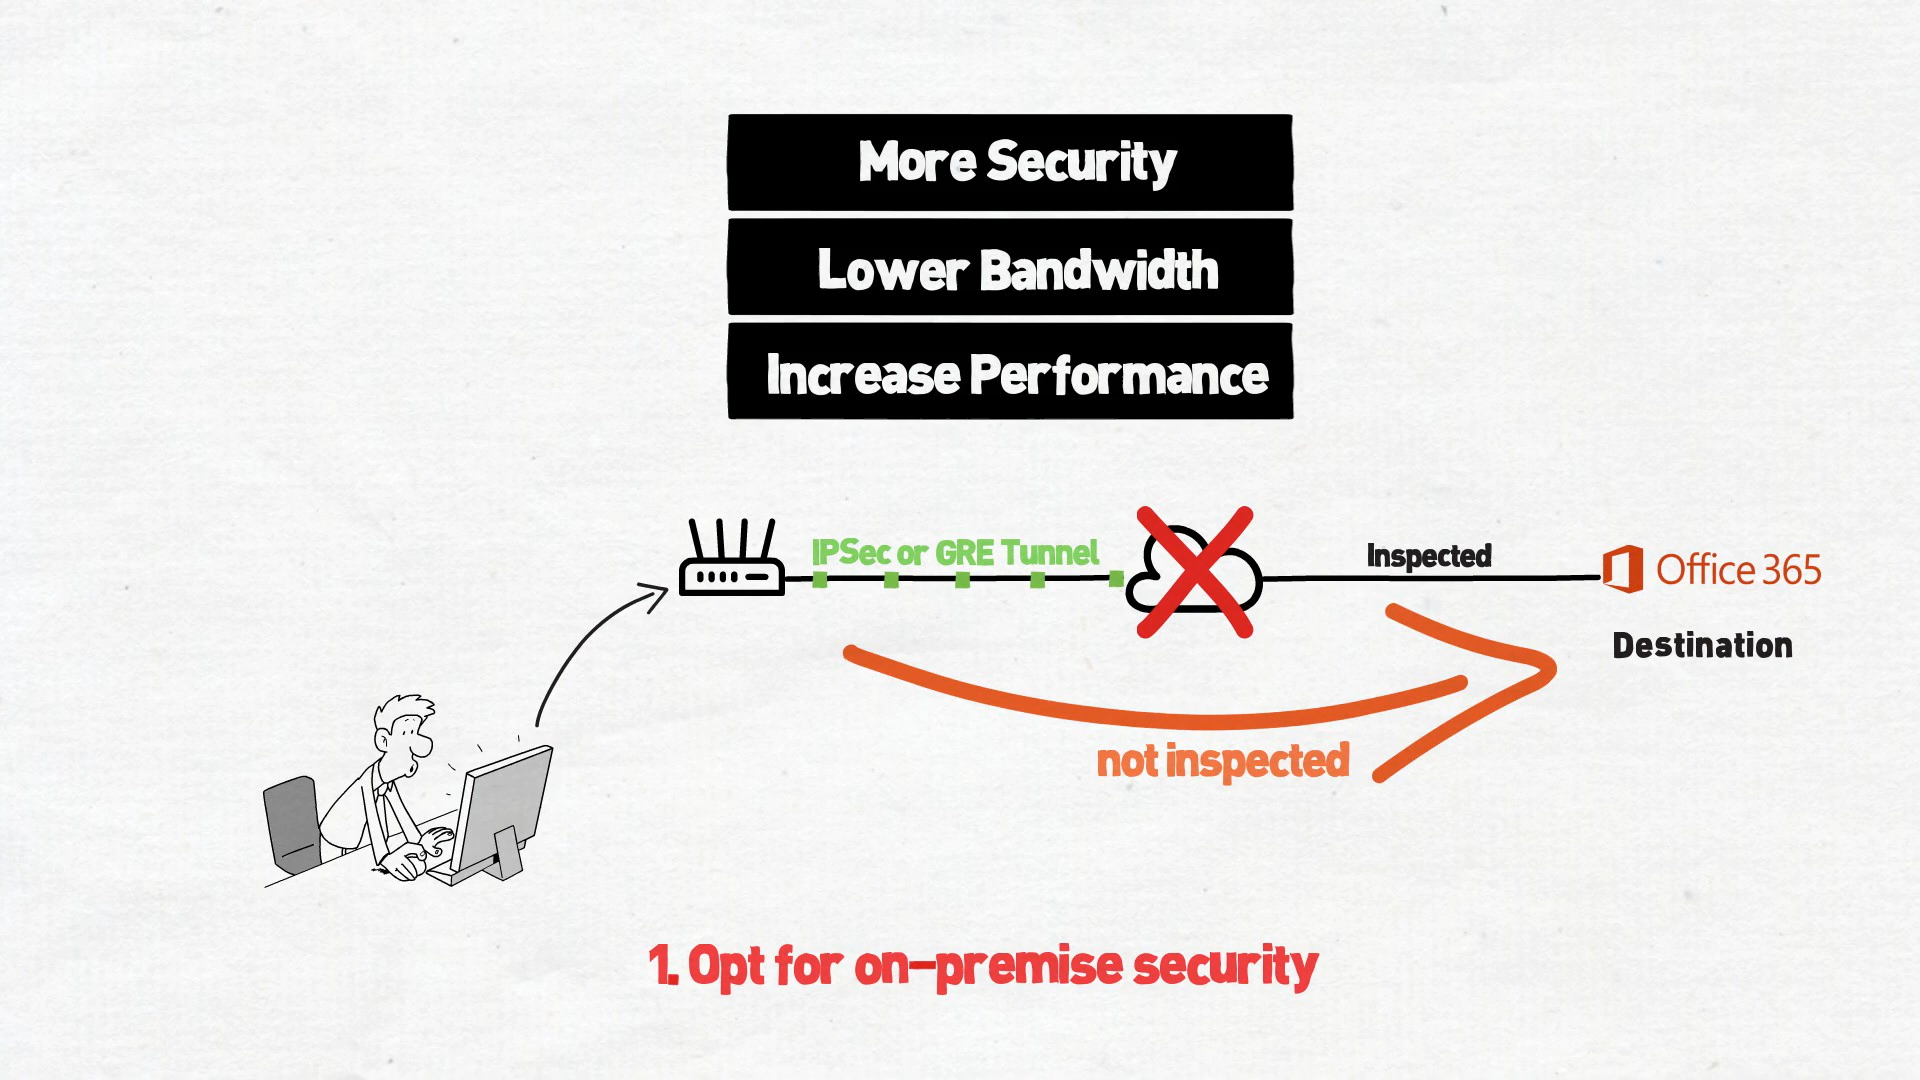 More Security
Lower Bandwidth
Increase Performance
IPSec or GRE Tunnel
Inspected
Office 365
Destination
not inspected
1. Opt for on-premise security